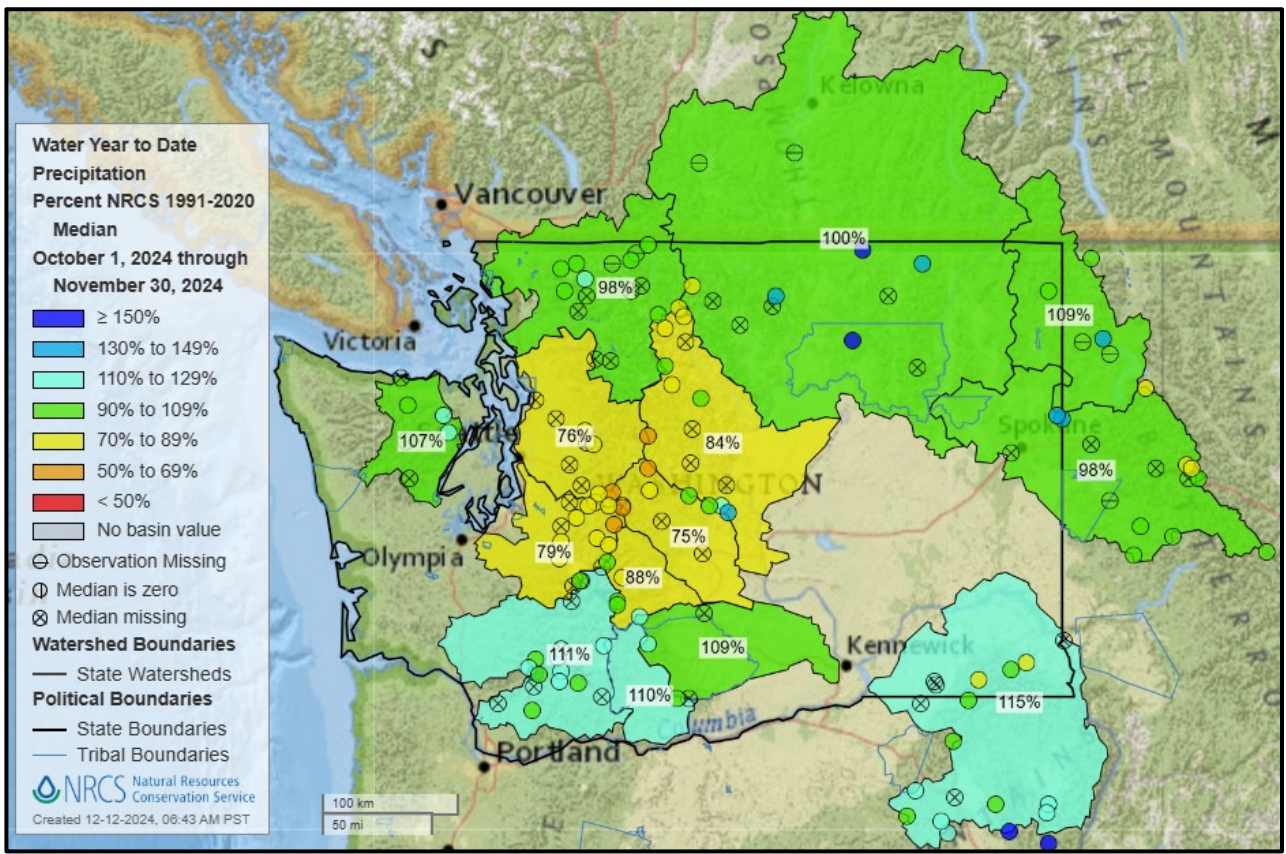 Water Year to Date
Precipitation
Percent NRCS 1991-2020
Median
October 1, 2024 through
November 30, 2024
≥ 150%
130% to 149%
110% to 129%
90% to 109%
70% to 89%
50% to 69%
< 50%
No basin value
Observation Missing
Median is zero
Median missing
Watershed Boundaries
State Watersheds
Political Boundaries
State Boundaries
Tribal Boundaries
NRCS Natural Resources
Conservation Service
Created 12-12-2024, 06:43 AM PST
Kelowna
Vancouver
100%
98%
Victoria
109%
107%
76%
84%
Spokane
98%
WASHINGTON
Olympia
79%
75%
88%
111%
109%
Kennewick
110%
115%
Columbia
Portland
100 km
50 mi